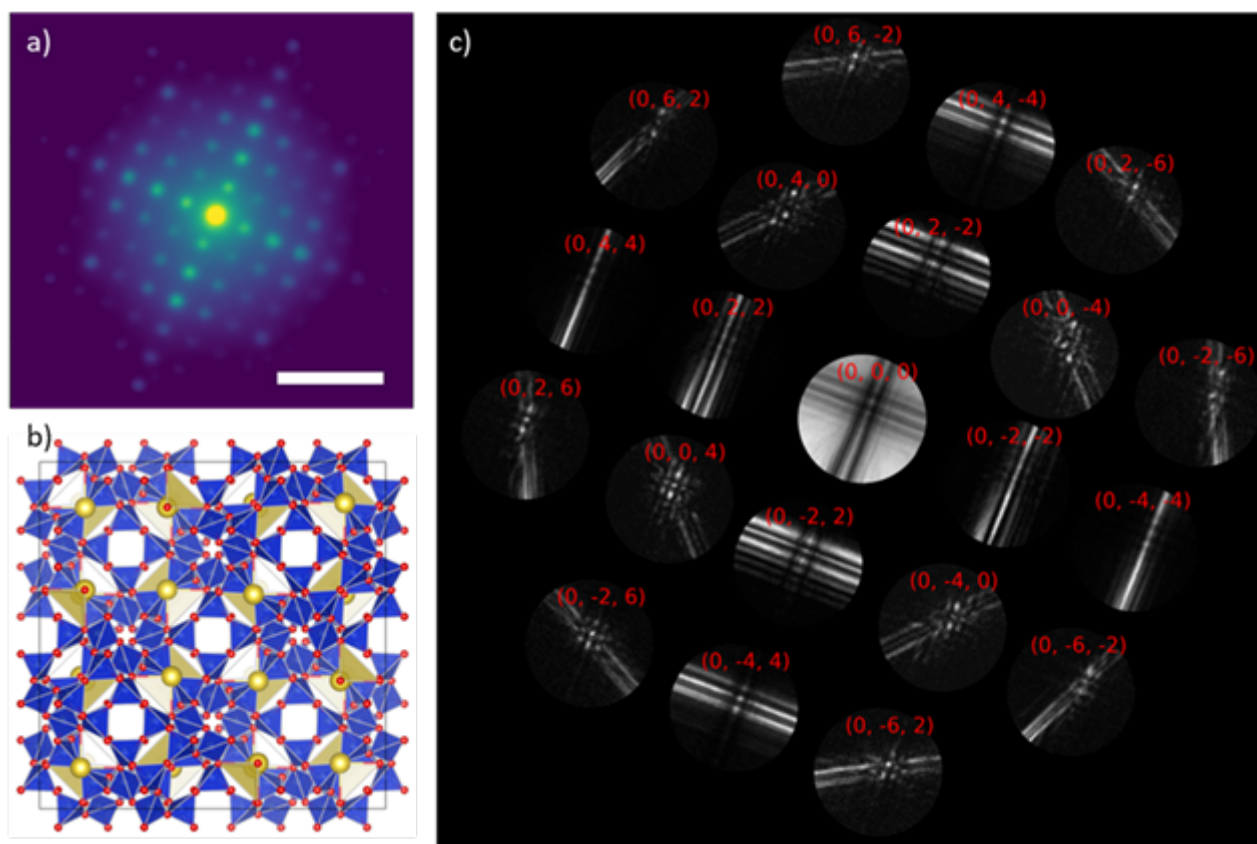 a)
b)
c)
(0, 6, -2)
(0, 4, -4)
(0, 6, 2)
(0, 2, -6)
(0, 4, 0)
(0, 2, -2)
(0, 4, 4)
(0, 0, -4)
(0, 2, 2)
(0, -2, -6)
(0, 0, 0)
(0, 2, 6)
(0, -2, -2)
(0, 0, 4)
(0, -4, -4)
(0, -2, 2)
(0, -4, 0)
(0, -2, 6)
(0, -6, -2)
(0, -4, 4)
(0, -6, 2)